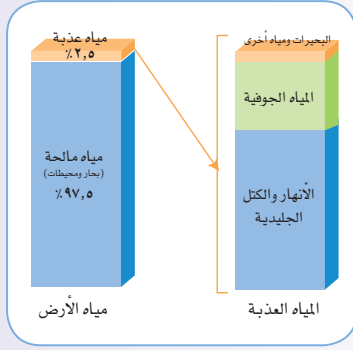 البحيرات ومياه أخرى
المياه الجوفية
الأنهار والكتل
الجليدية
المياه العذبة
مياه عذبة
٪٢,٥
مياه مالحة
(بحار ومحيطات)
٪٩٧,٥
مياه الأرض